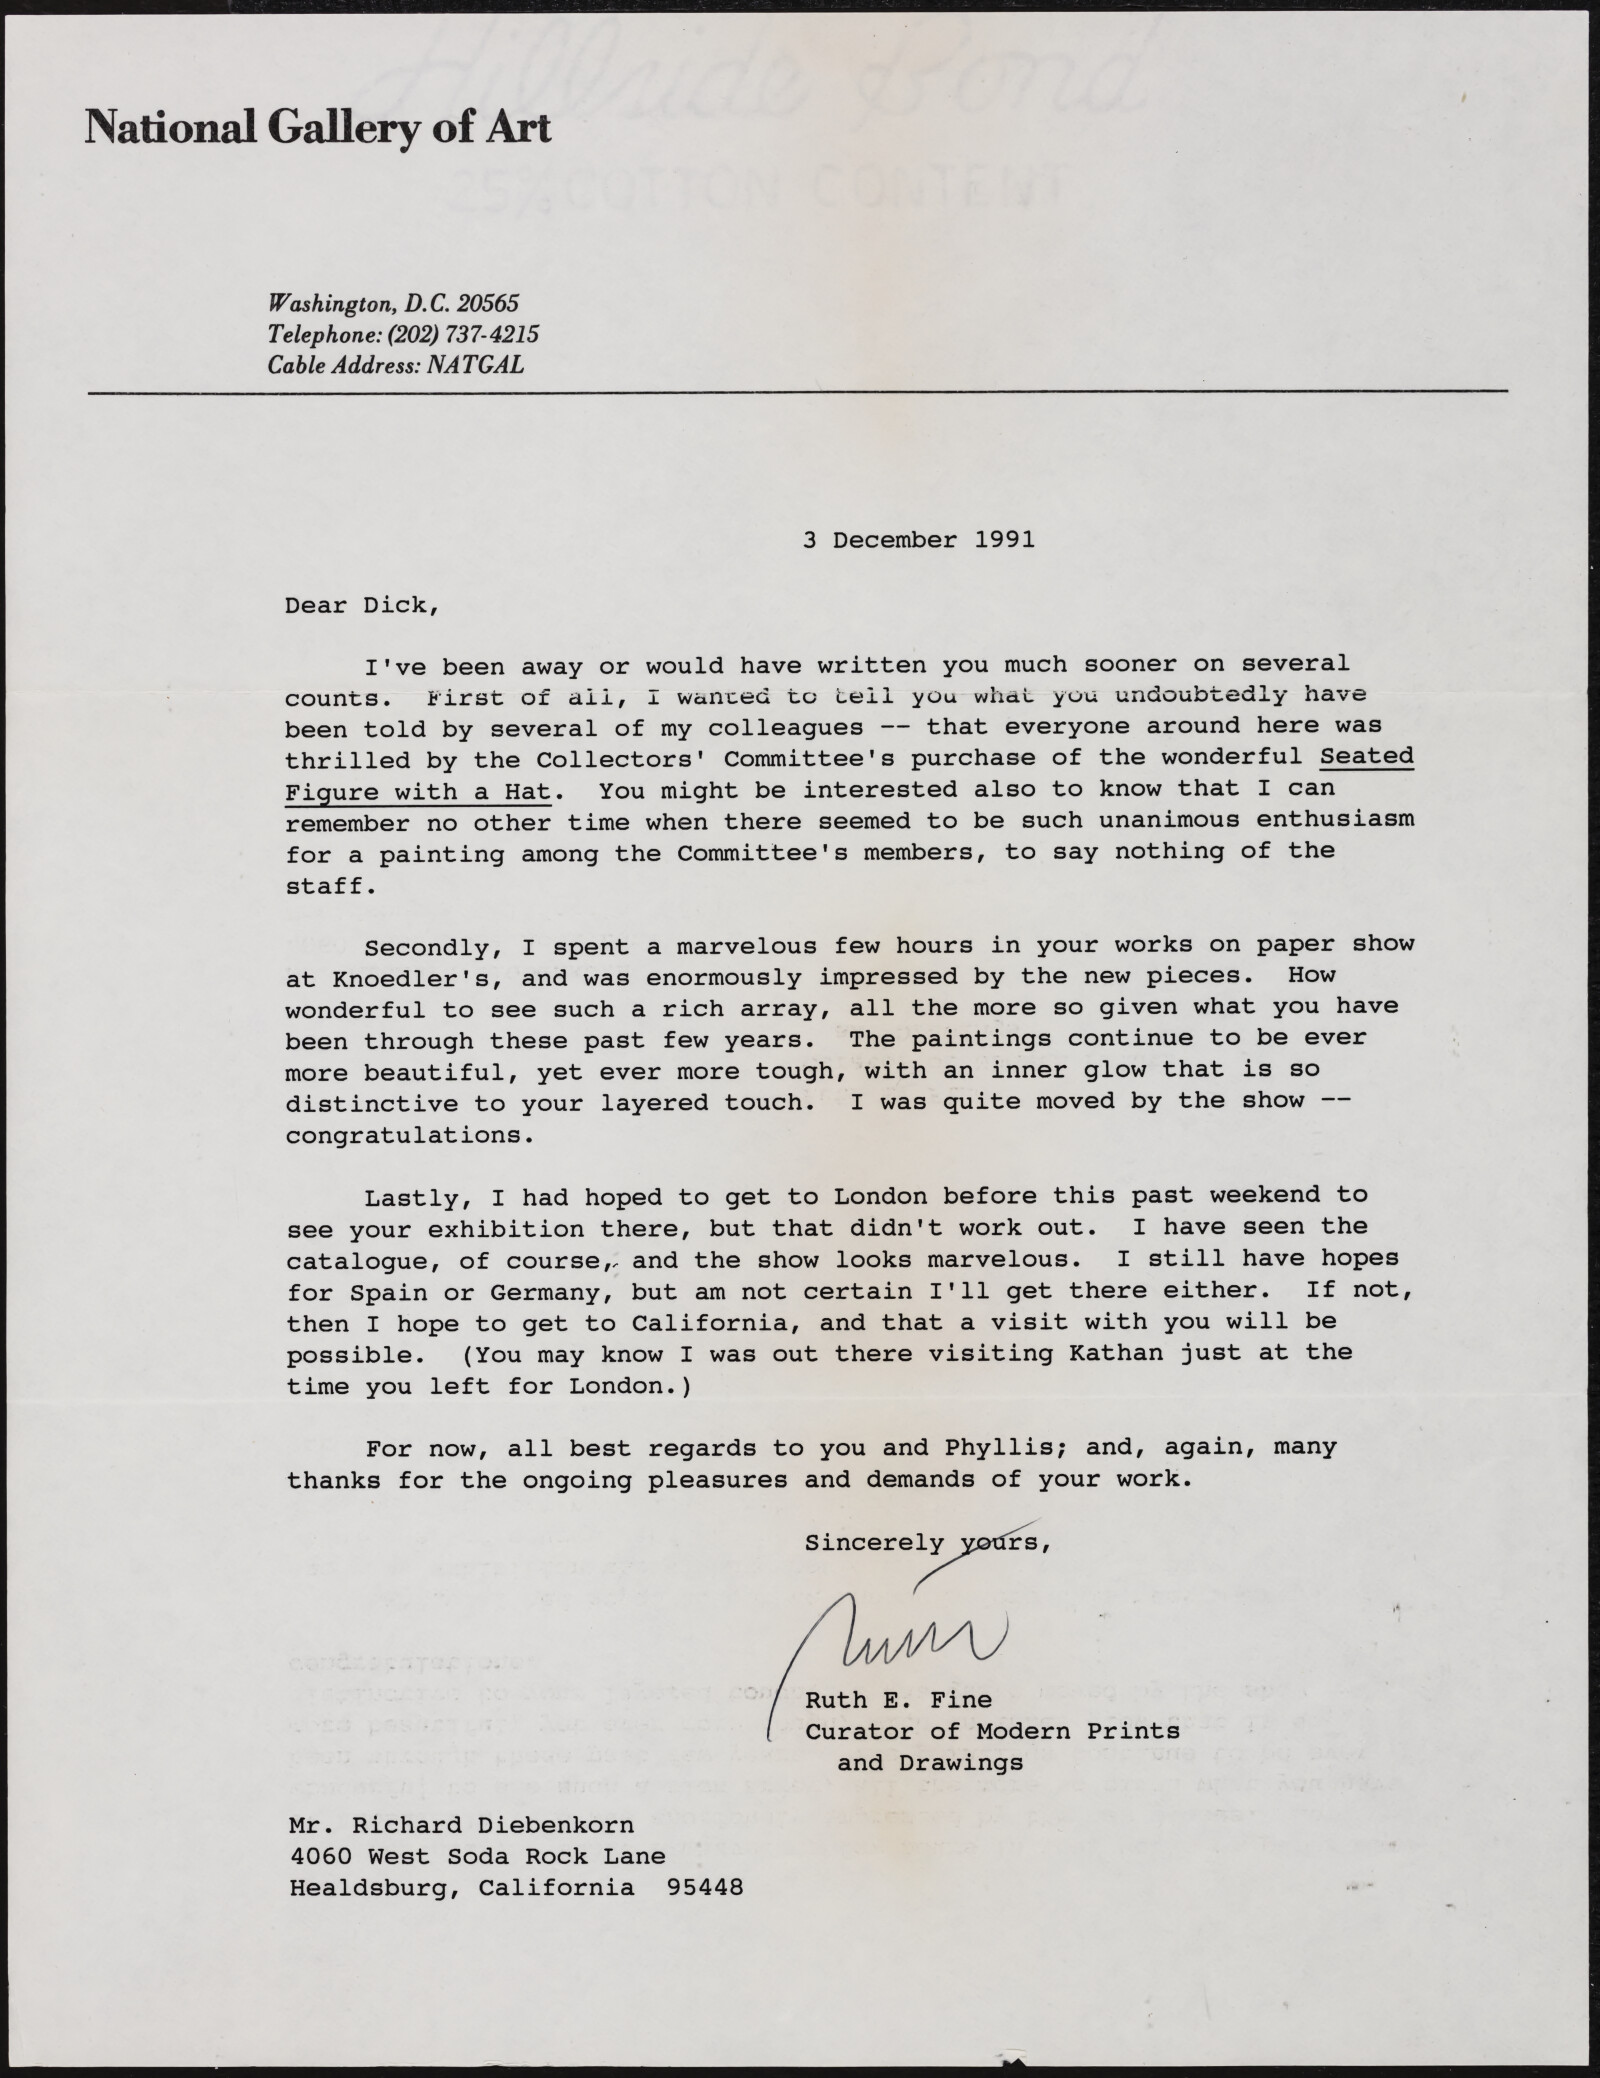 Hillside Bond
25% COTTON CONTENT
National Gallery of Art
Washington, D.C. 20565
Telephone: (202) 737-4215
Cable Address: NATGAL
3 December 1991
Dear Dick,
I've been away or would have written you much sooner on several
counts. First of all, I wanted to tell you what you undoubtedly have
been told by several of my colleagues -- that everyone around here was
thrilled by the Collectors' Committee's purchase of the wonderful Seated
Figure with a Hat. You might be interested also to know that I can
remember no other time when there seemed to be such unanimous enthusiasm
for a painting among the Committee's members, to say nothing of the
staff.
Secondly, I spent a marvelous few hours in your works on paper show
at Knoedler's, and was enormously impressed by the new pieces. How
wonderful to see such a rich array, all the more so given what you have
been through these past few years. The paintings continue to be ever
more beautiful, yet ever more tough, with an inner glow that is so
distinctive to your layered touch. I was quite moved by the show --
congratulations.
Lastly, I had hoped to get to London before this past weekend to
see your exhibition there, but that didn't work out. I have seen the
catalogue, of course, and the show looks marvelous. I still have hopes
for Spain or Germany, but am not certain I'll get there either. If not,
then I hope to get to California, and that a visit with you will be
possible. (You may know I was out there visiting Kathan just at the
time you left for London.)
For now, all best regards to you and Phyllis; and, again, many
thanks for the ongoing pleasures and demands of your work.
Sincerely yours,
Ruth E. Fine
Curator of Modern Prints
and Drawings
Mr. Richard Diebenkorn
4060 West Soda Rock Lane
Healdsburg, California 95448